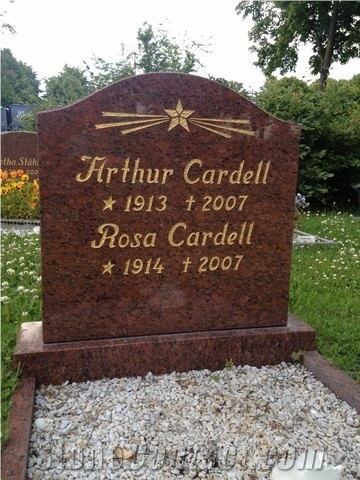 Arthur Cardell
★ 1913 ✝ 2007
Rosa Cardell
★ 1914 ✝ 2007